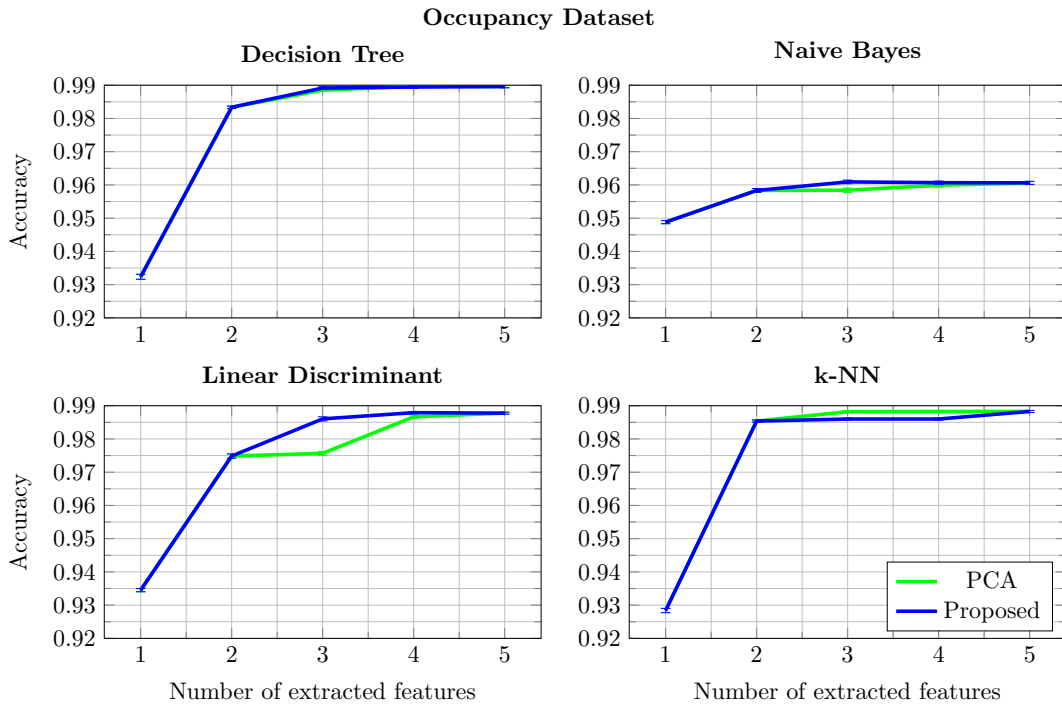 Occupancy Dataset
Decision Tree
0.99
0.98
0.97
0.96
0.95
0.94
0.93
0.92
Accuracy
1 2 3 4 5
Naive Bayes
0.99
0.98
0.97
0.96
0.95
0.94
0.93
0.92
1 2 3 4 5
Linear Discriminant
0.99
0.98
0.97
0.96
0.95
0.94
0.93
0.92
Accuracy
1 2 3 4 5
Number of extracted features
k-NN
0.99
0.98
0.97
0.96
0.95
0.94
0.93
0.92
PCA
Proposed
1 2 3 4 5
Number of extracted features